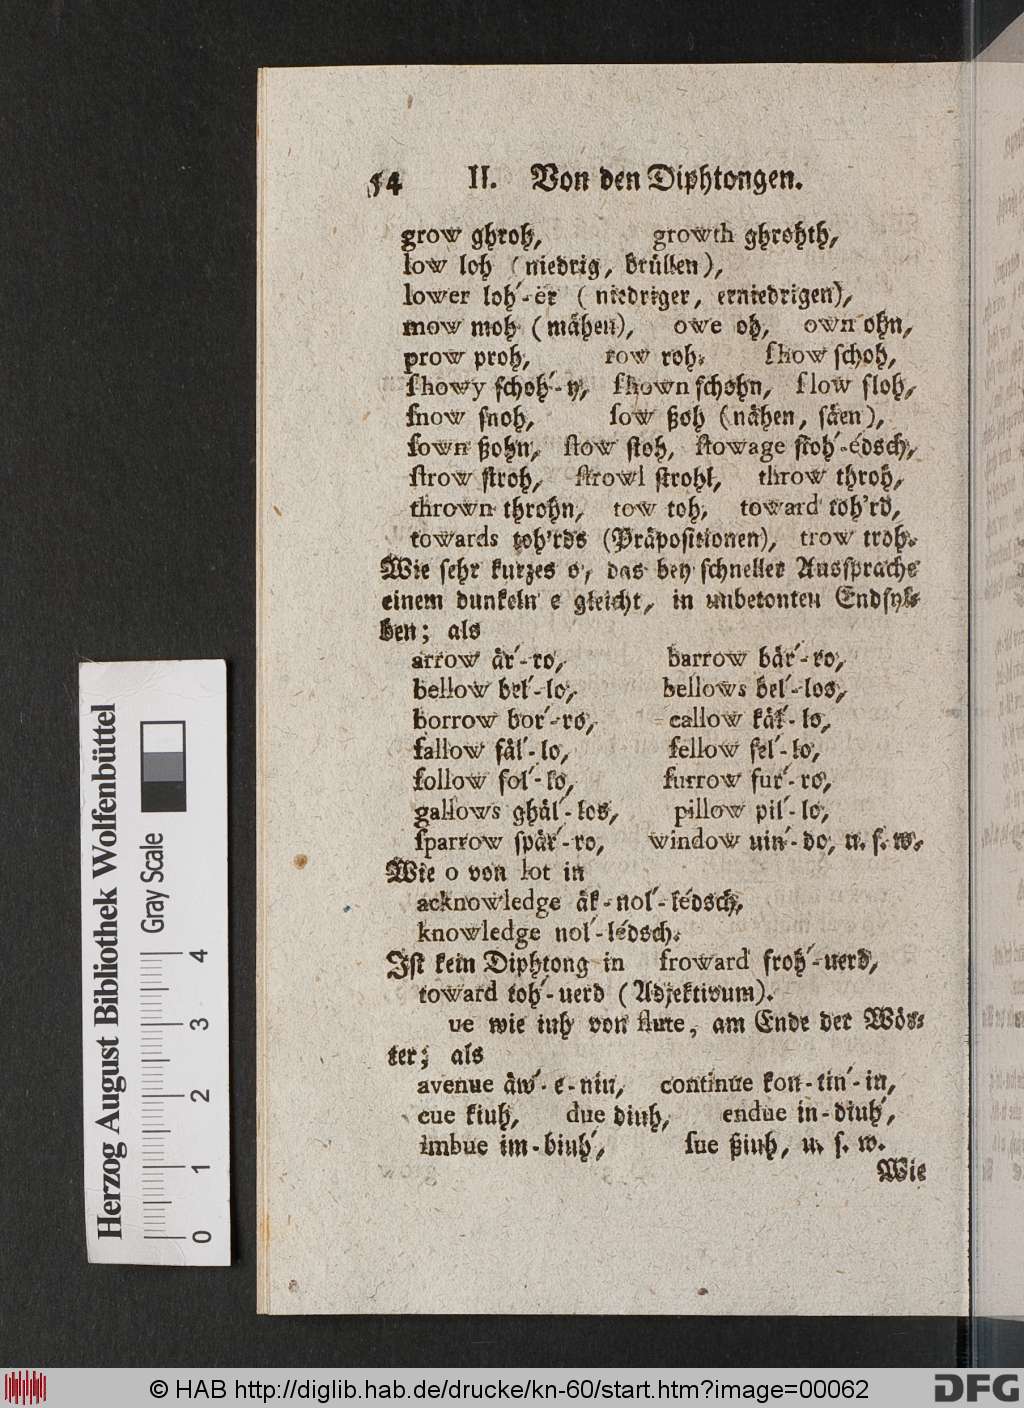 54 II. Von den Diphtongen.
grow ghroh, growth ghrohth,
low loh (niedrig, brüllen),
lower loh´-ër (niedriger, erniedrigen),
mow moh (mähen), owe oh, own ohn,
prow proh, row roh. ſhow ſchoh,
ſhowy ſchoh´-y, ſhown ſchohn, ſlow ſloh,
ſnow ſnoh, ſow ßoh (nähen, ſäen),
ſown ßohn, ſtow ſtoh, ſtowage ſtoh´-édſch,
ſtrow ſtroh, ſtrowl ſtrohl, throw throh,
thrown throhn, tow toh, toward toh’rd,
towards toh’rds (Präpoſitionen), trow troh.
Wie ſehr kurzes o, das bey ſchneller Ausſprache
einem dunkeln e gleicht, in unbetonten Endſyl-
ben; als
arrow är´-ro, barrow bär´-ro,
bellow bel´-lo, bellows bel´-los,
borrow bor´-ro, callow käl´-lo,
fallow fäl´-lo, fellow fel´-lo,
follow fol´-lo, furrow fur´-ro,
gallows ghäl´-los, pillow pil´-lo,
ſparrow ſpär´-ro, window uin´-do, u. ſ. w.
Wie o von lot in
acknowledge äk-nol´-lédſch,
knowledge nol´-lédſch.
Iſt kein Diphtong in froward froh´-uerd,
toward toh´-uerd (Adjektivum).
ue wie iuh von flute, am Ende der Wör-
ter; als
avenue äw´-e-niu, continue kon-tin´-iu,
cue kiuh, due diuh, endue in-diuh´,
imbue im-biuh´, ſue ßiuh, u. ſ. w.
Wie
Herzog August Bibliothek Wolfenbüttel
Gray Scale
0 1 2 3 4
© HAB http://diglib.hab.de/drucke/kn-60/start.htm?image=00062
DFG